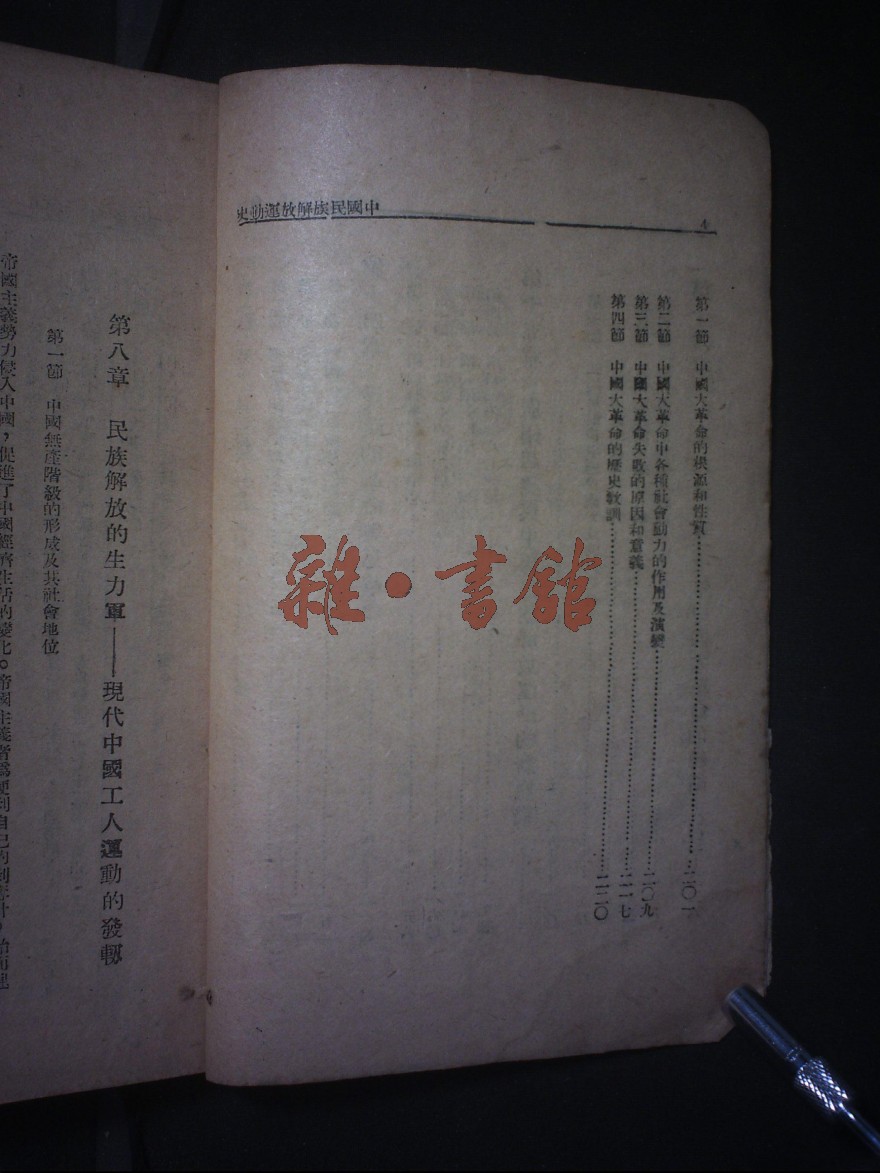 中國民族解放運動史
4
第一節 中國大革命的根源和性質……二〇一
第二節 中國大革命中各種社會動力的作用及演變……二〇九
第三節 中國大革命失敗的原因和意義……二一七
第四節 中國大革命的歷史教訓……二二〇
雜·書館
第八章 民族解放的生力軍——現代中國工人運動的發軔
第一節 中國無產階級的形成及其社會地位
帝國主義勢力侵入中國，促進了中國經濟生活的變化。帝國主義者爲便利自己的